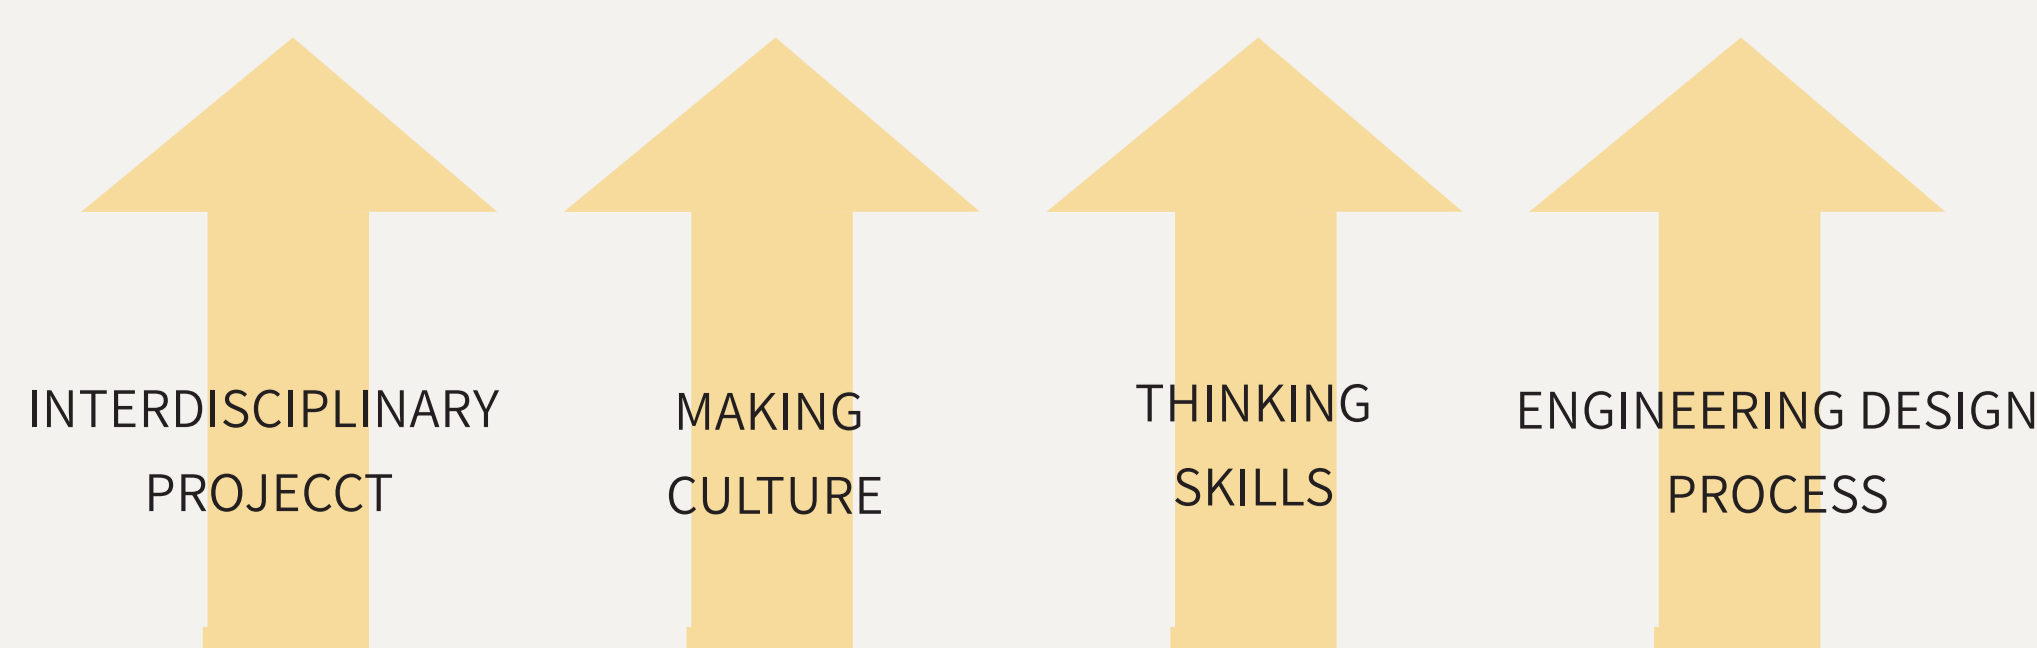 INTERDISCIPLINARY
PROJECCT
MAKING
CULTURE
THINKING
SKILLS
ENGINEERING DESIGN
PROCESS